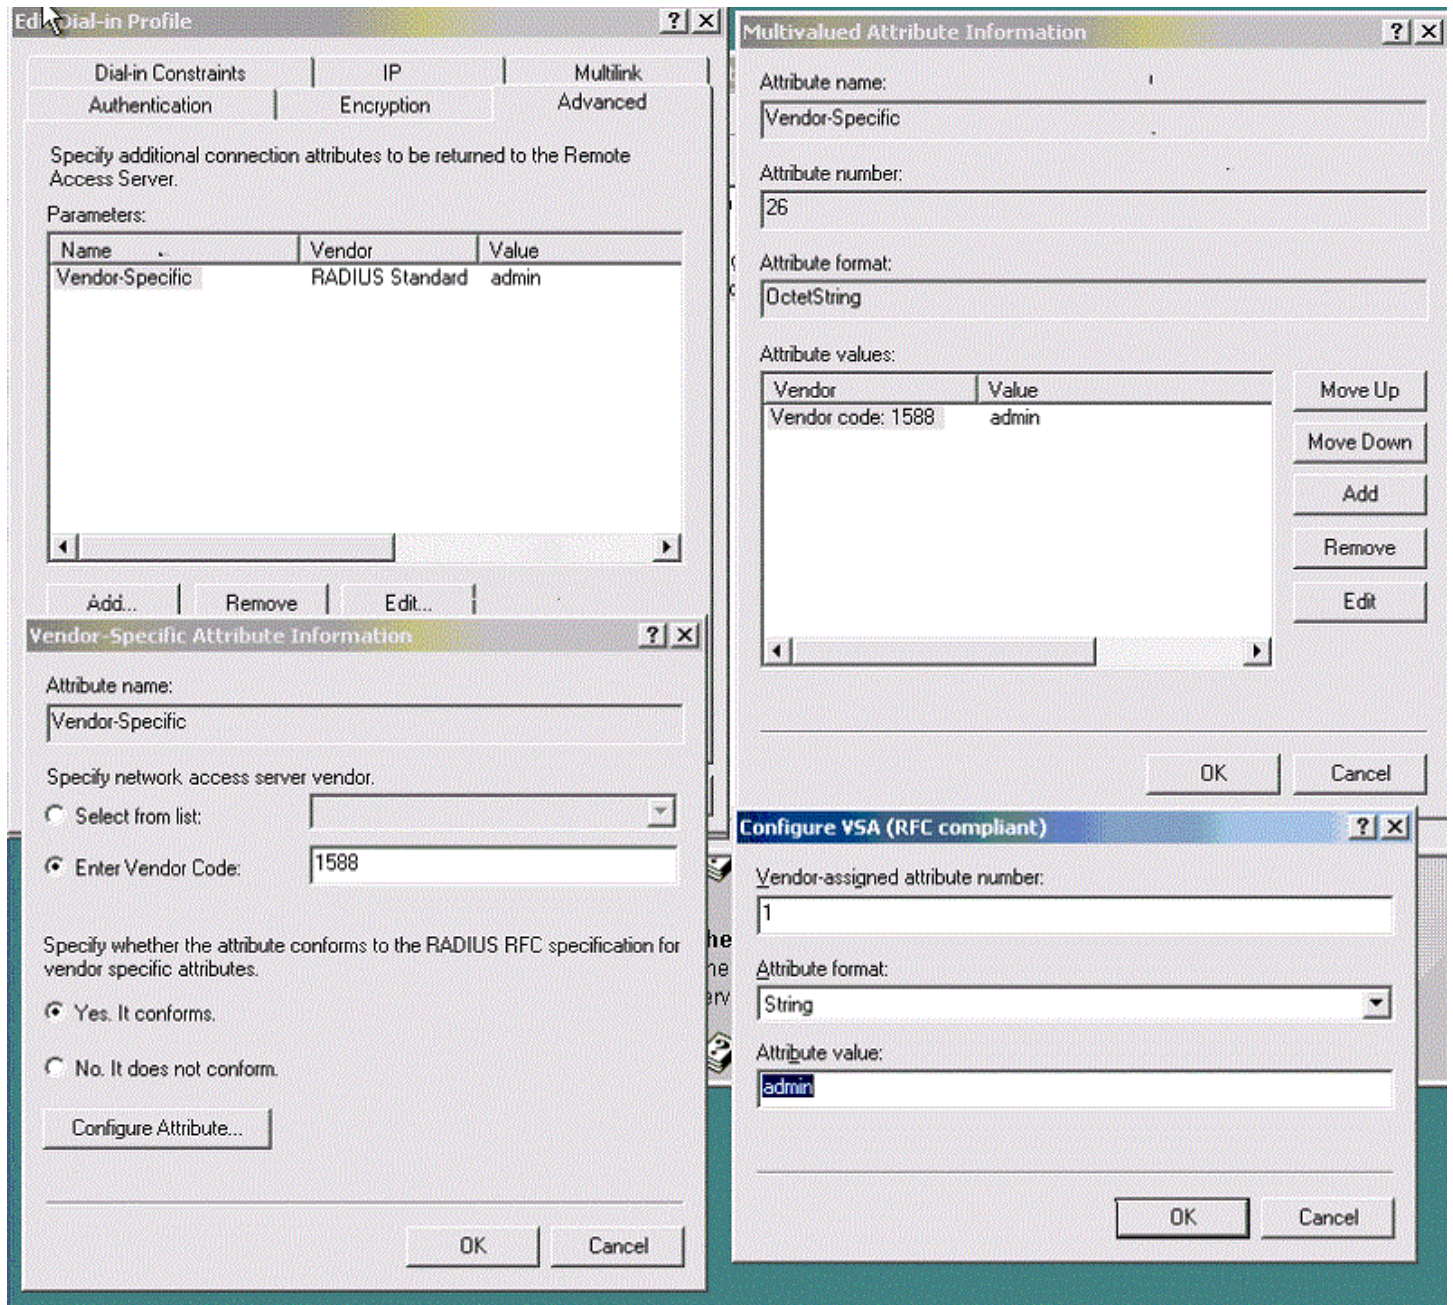 Edi Dial-in Profile
Dial-in Constraints
IP
Multilink
Authentication
Encryption
Advanced
Specify additional connection attributes to be returned to the Remote
Access Server.
Parameters:
Name Vendor Value
Vendor-Specific RADIUS Standard admin
Add...
Remove
Edit...
Vendor-Specific Attribute Information
Attribute name:
Vendor-Specific
Specify network access server vendor.
Select from list:
Enter Vendor Code: 1588
Specify whether the attribute conforms to the RADIUS RFC specification for
vendor specific attributes.
Yes. It conforms.
No. It does not conform.
Configure Attribute...
OK
Cancel
Multivalued Attribute Information
Attribute name:
Vendor-Specific
Attribute number:
26
Attribute format:
OctetString
Attribute values:
Vendor Value
Vendor code: 1588 admin
Move Up
Move Down
Add
Remove
Edit
OK
Cancel
Configure VSA (RFC compliant)
Vendor-assigned attribute number:
1
Attribute format:
String
Attribute value:
admin
OK
Cancel